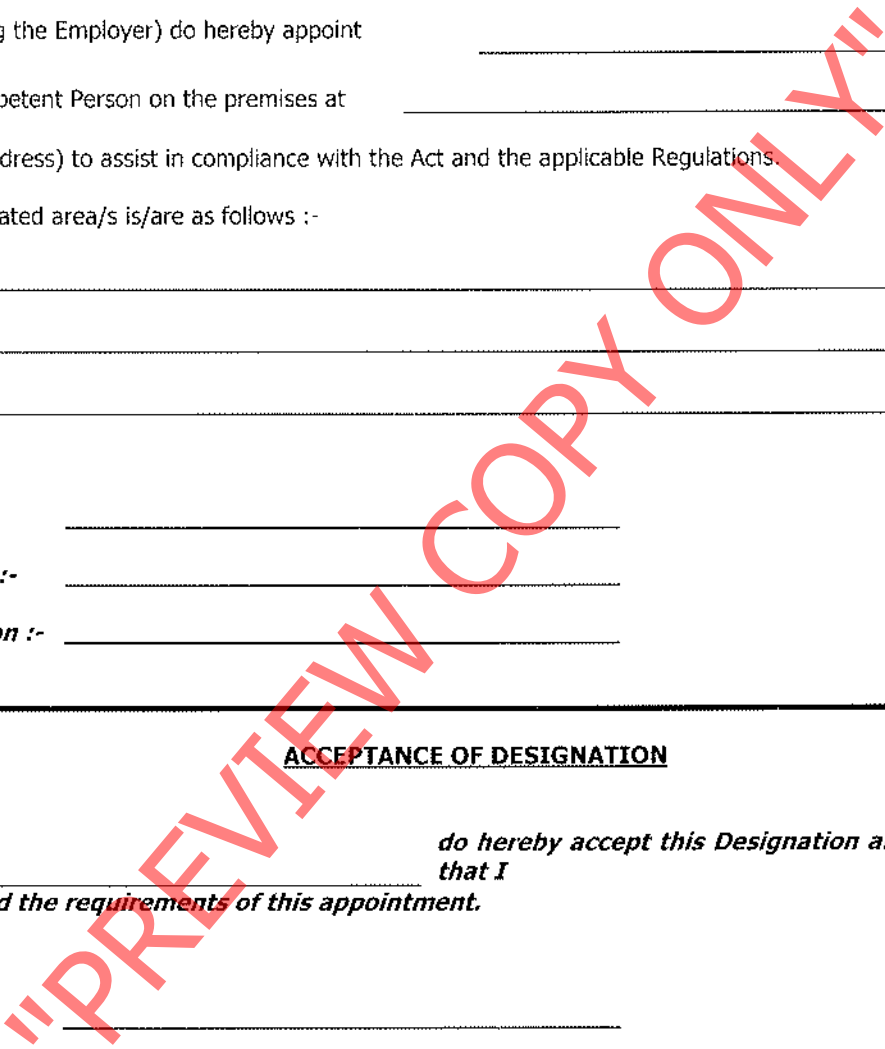 g the Employer) do hereby appoint
petent Person on the premises at
dress) to assist in compliance with the Act and the applicable Regulations.
ated area/s is/are as follows :-
:-
on :-
ACCEPTANCE OF DESIGNATION
do hereby accept this Designation a
that I
d the requirements of this appointment.
"PREVIEW COPY ONLY"